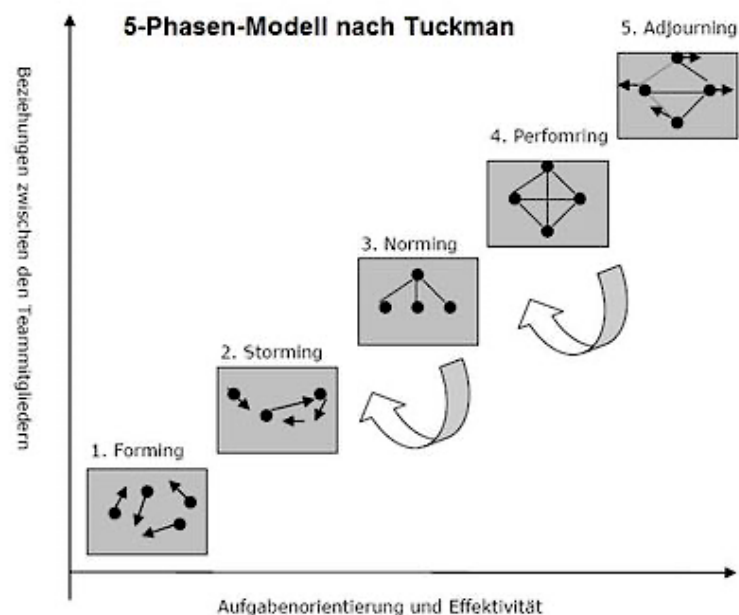 5-Phasen-Modell nach Tuckman
5. Adjourning
4. Perfomring
3. Norming
2. Storming
1. Forming
Beziehungen zwischen den Teammitgliedern
Aufgabenorientierung und Effektivität